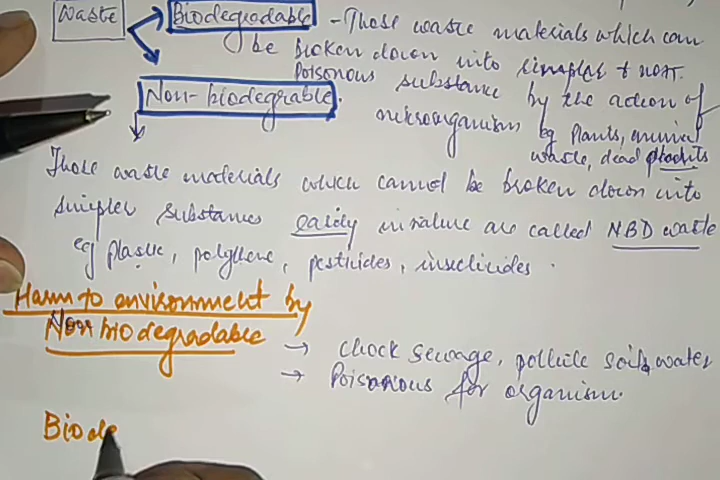 Waste
Biodegradable - Those waste materials which can
be broken down into simpler & non-
poisonous substance by the action of
microorganism eg plants, animal
waste, dead plants
Non-biodegrable.
Those waste materials which cannot be broken down into
simpler substances easily in nature are called NBD waste
eg plastic, polythene, pesticides, insecticides.
Harm to environment by
Non biodegradable
→ chock sewage, pollute soil, water
→ Poisonous for organism.
Biode